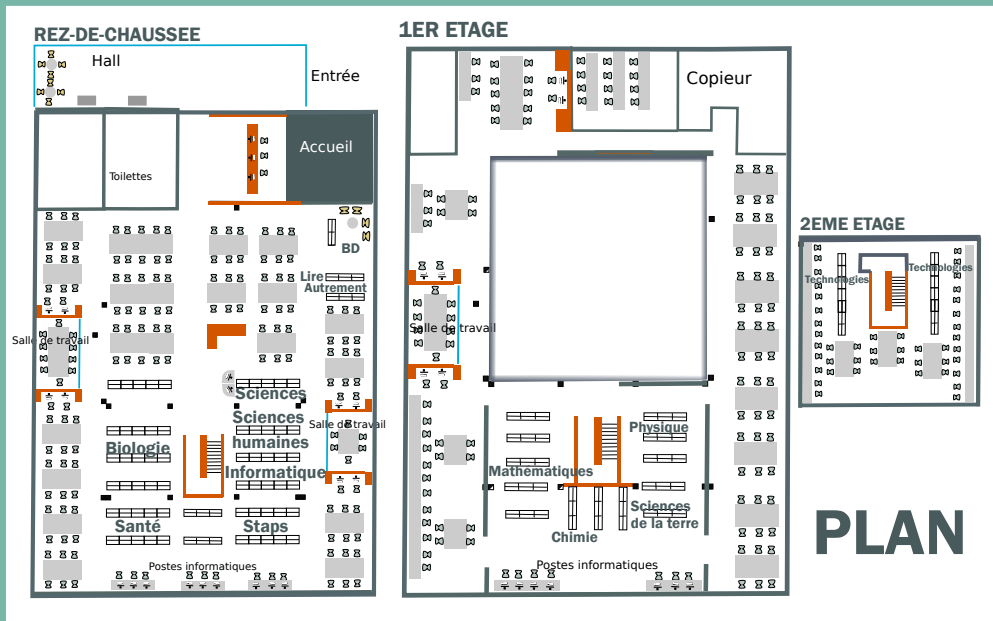 REZ-DE-CHAUSSEE
Hall
Entrée
Accueil
Toilettes
BD
Lire
Autrement
Salle de travail
Sciences
Sciences
humaines
Salle de travail
Biologie
Informatique
Santé
Staps
Postes informatiques
1ER ETAGE
Copieur
Salle de travail
Physique
Mathématiques
Sciences
de la terre
Chimie
Postes informatiques
2EME ETAGE
Technologies
Technologies
PLAN